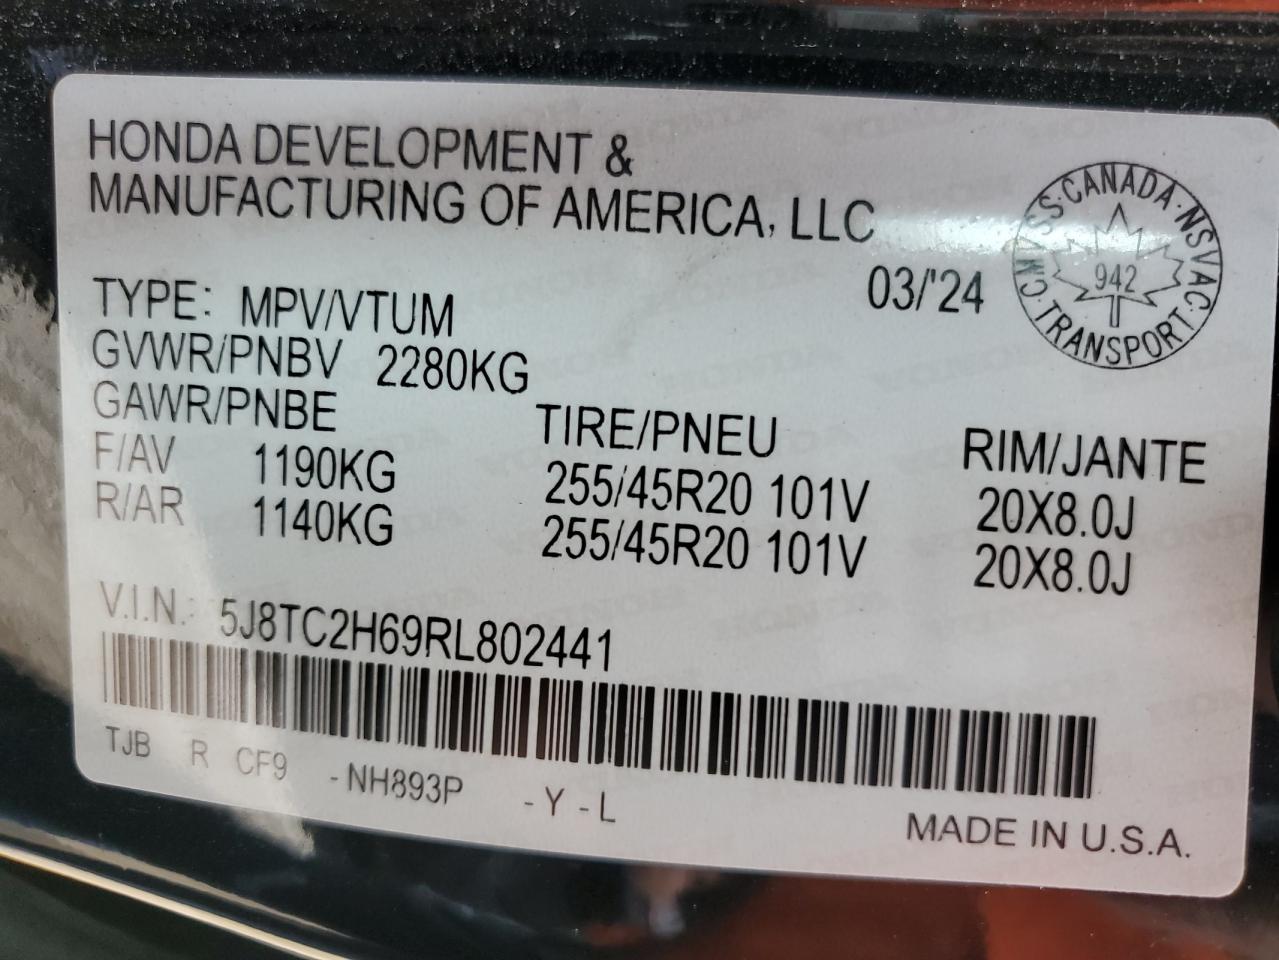 HONDA DEVELOPMENT &
MANUFACTURING OF AMERICA, LLC
03/'24
CMVSS·CANADA·NSVAC·TRANSPORT·
942
TYPE: MPV/VTUM
GVWR/PNBV 2280KG
GAWR/PNBE TIRE/PNEU RIM/JANTE
F/AV 1190KG 255/45R20 101V 20X8.0J
R/AR 1140KG 255/45R20 101V 20X8.0J
V.I.N.: 5J8TC2H69RL802441
TJB R CF9 -NH893P -Y-L
MADE IN U.S.A.